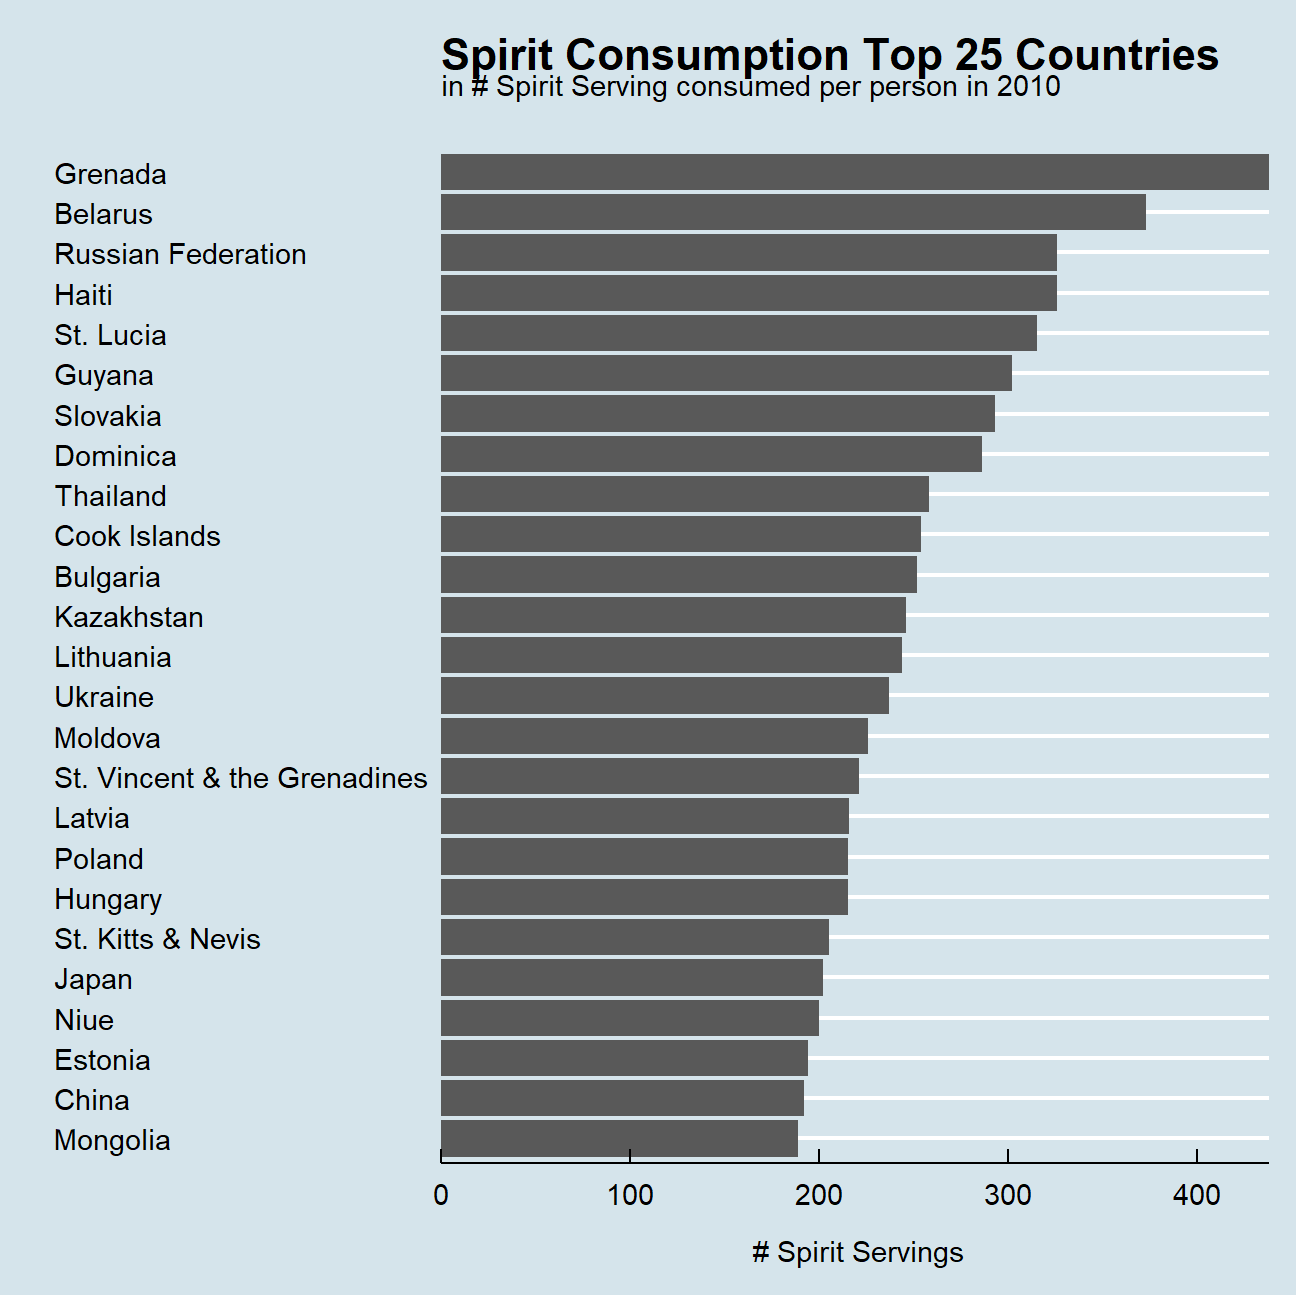 Spirit Consumption Top 25 Countries
in # Spirit Serving consumed per person in 2010
Grenada
Belarus
Russian Federation
Haiti
St. Lucia
Guyana
Slovakia
Dominica
Thailand
Cook Islands
Bulgaria
Kazakhstan
Lithuania
Ukraine
Moldova
St. Vincent & the Grenadines
Latvia
Poland
Hungary
St. Kitts & Nevis
Japan
Niue
Estonia
China
Mongolia
0 100 200 300 400
# Spirit Servings